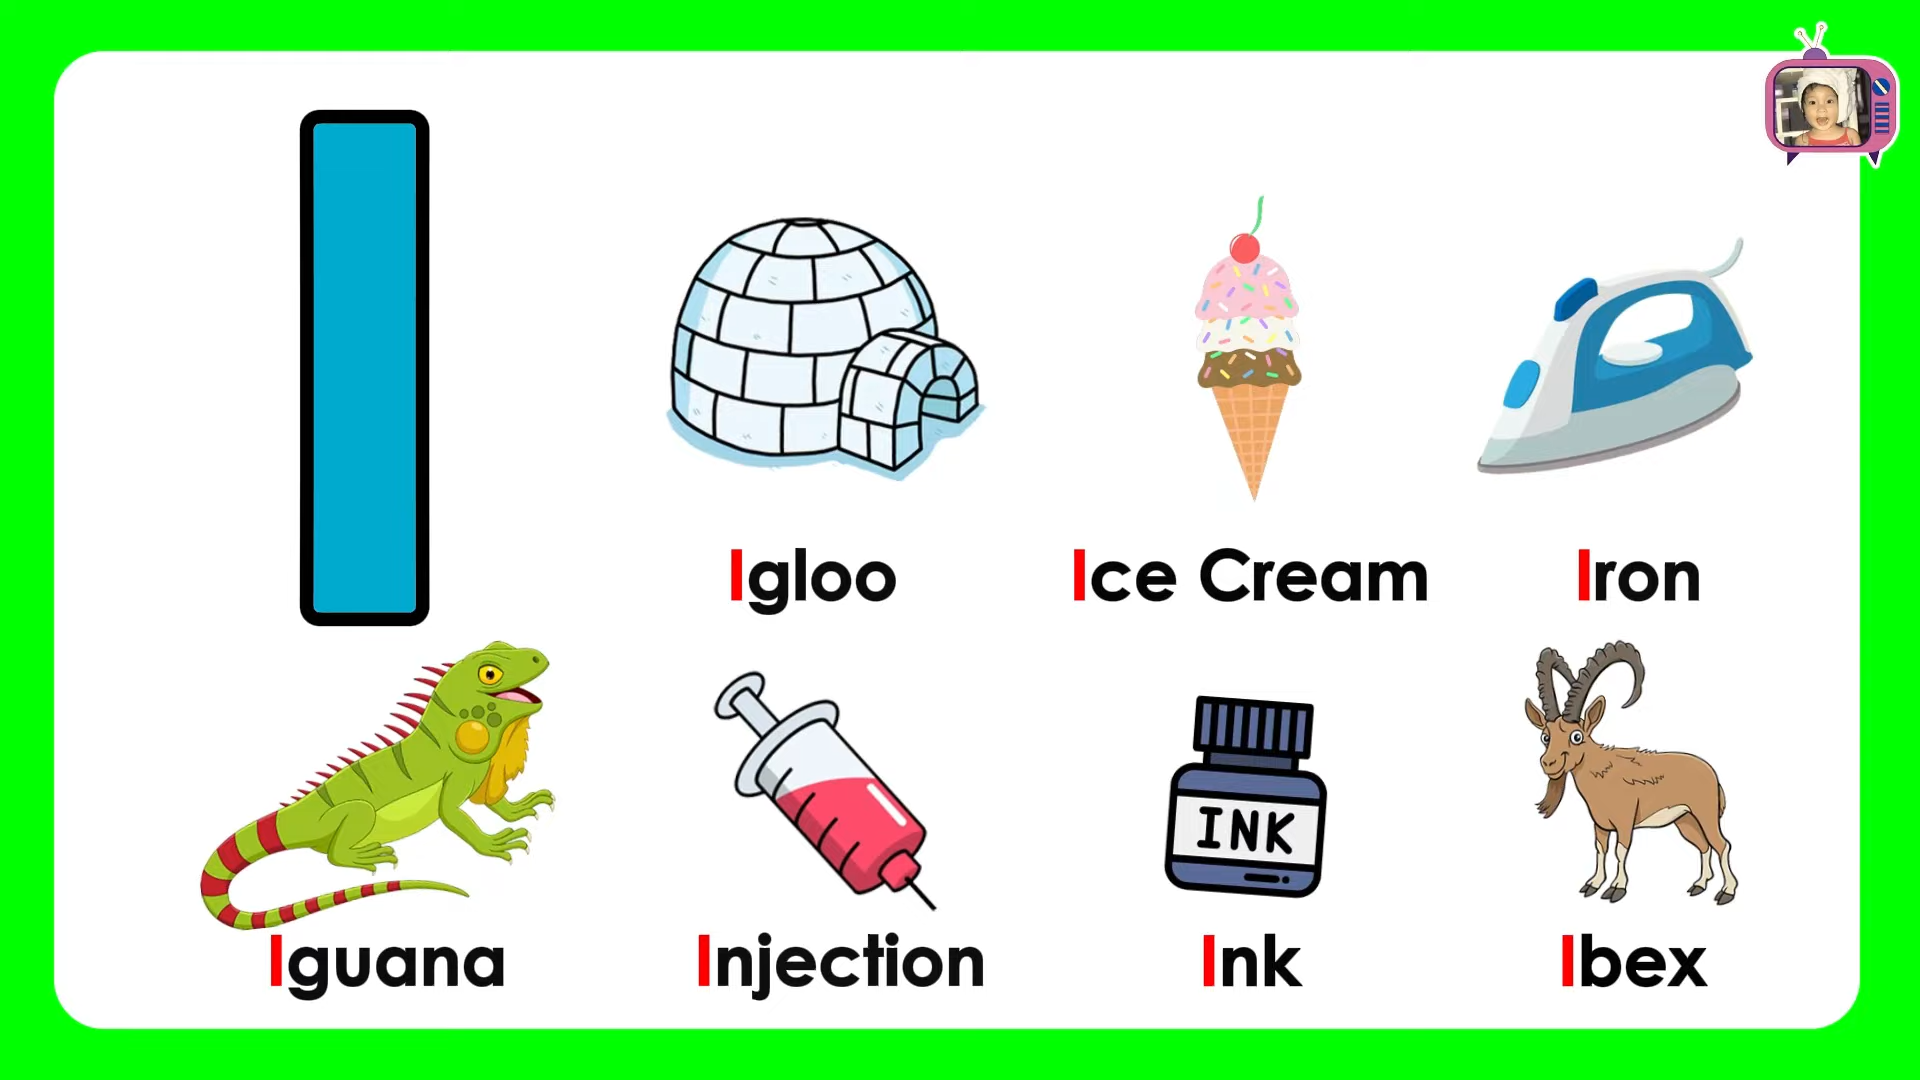 I
Igloo
Ice Cream
Iron
INK
Iguana
Injection
Ink
Ibex